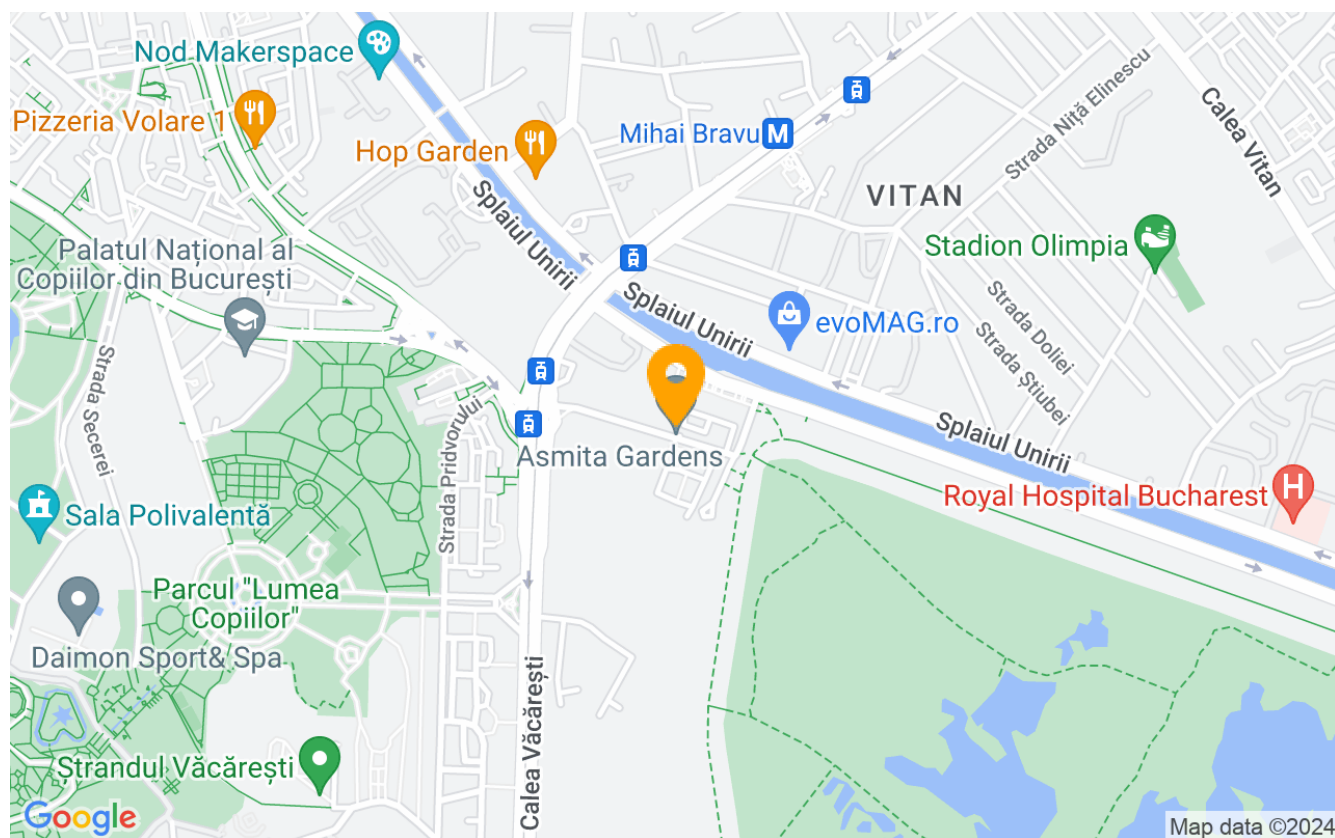 Nod Makerspace
Pizzeria Volare 1
Hop Garden
Mihai Bravu M
VITAN
Strada Niță Elinescu
Calea Vitan
Splaiul Unirii
Palatul Național al
Copiilor din București
Stadion Olimpia
Splaiul Unirii
evoMAG.ro
Strada Doliei
Strada Știubei
Strada Secerei
Strada Pridvorului
Asmita Gardens
Splaiul Unirii
Royal Hospital Bucharest H
Sala Polivalentă
Parcul "Lumea
Copiilor"
Daimon Sport& Spa
Calea Văcărești
Ștrandul Văcărești
Google
Map data ©2024